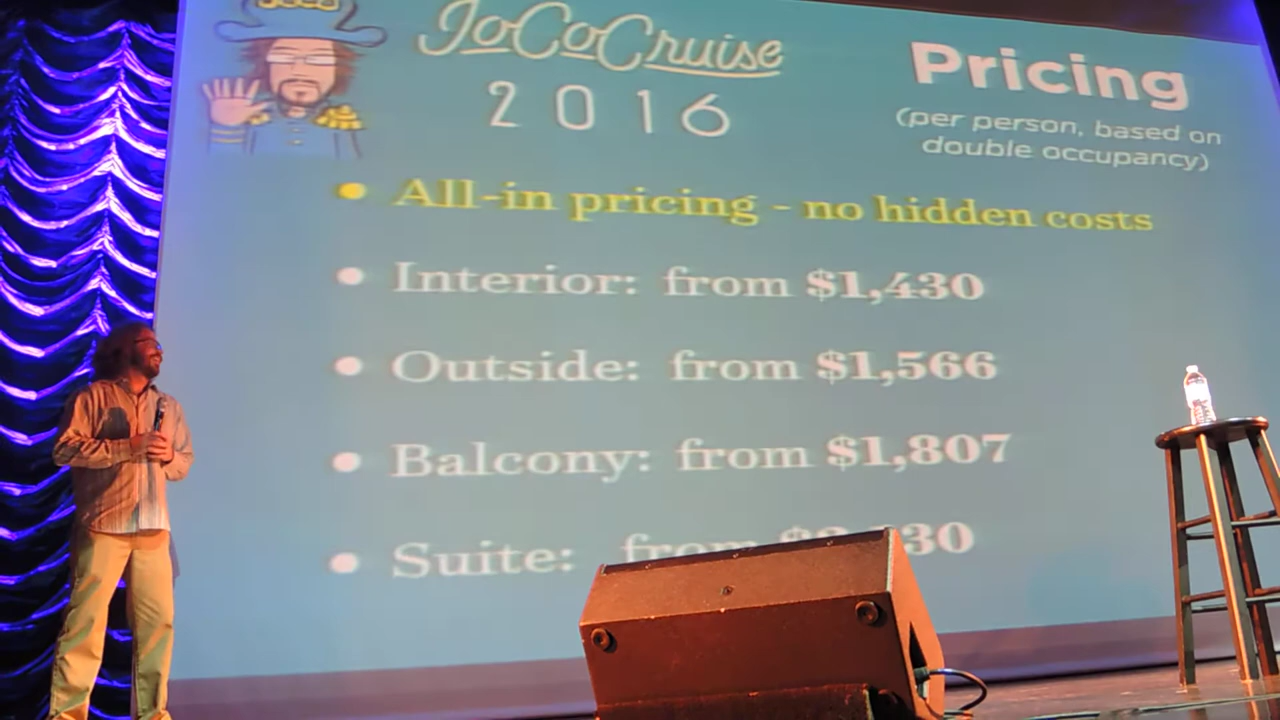 JoCoCruise
2016
Pricing
(per person, based on
double occupancy)
• All-in pricing - no hidden costs
• Interior: from $1,430
• Outside: from $1,566
• Balcony: from $1,807
• Suite: from